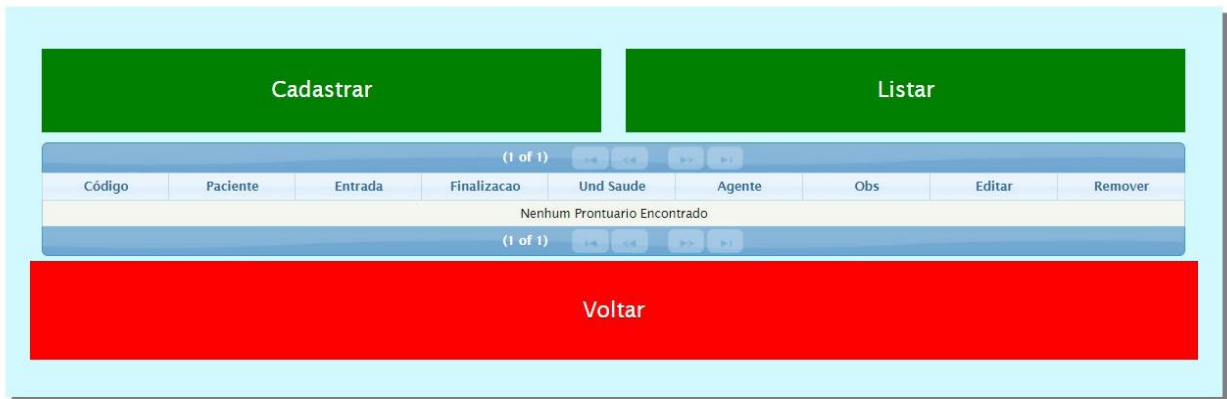 Cadastrar Listar
(1 of 1)
Código Paciente Entrada Finalizacao Und Saude Agente Obs Editar Remover
Nenhum Prontuario Encontrado
(1 of 1)
Voltar